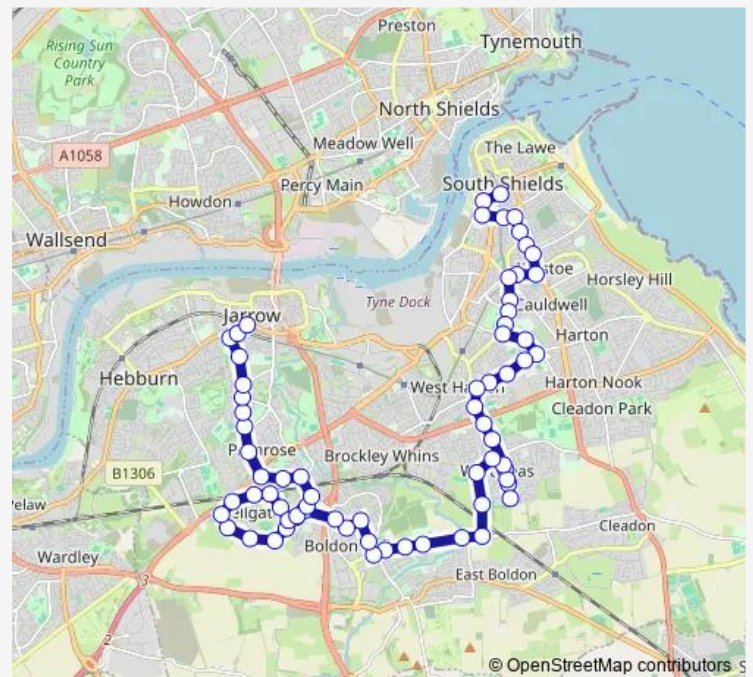 Preston
Tynemouth
Rising Sun
Country
Park
North Shields
A1058
Meadow Well
The Lawe
Percy Main
South Shields
Howdon
Wallsend
Horsley Hill
Tyne Dock
Cauldwell
Jarrow
Harton
Hebburn
Harton Nook
Cleadon Park
Brockley Whins
B1306
Cleadon
Wardley
Boldon
East Boldon
3
2
© OpenStreetMap contributors